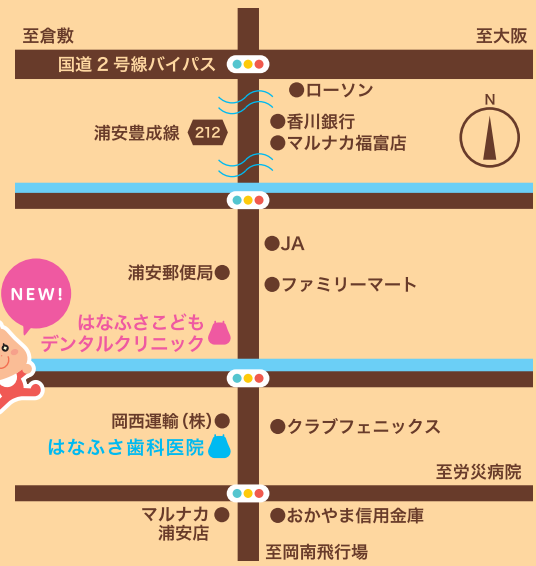 至倉敷
至大阪
国道2号線バイパス
ローソン
N
浦安豊成線
212
香川銀行
マルナカ福富店
JA
浦安郵便局
ファミリーマート
NEW!
はなふさこども
デンタルクリニック
岡西運輸(株)
クラブフェニックス
はなふさ歯科医院
至労災病院
マルナカ
浦安店
おかやま信用金庫
至岡南飛行場